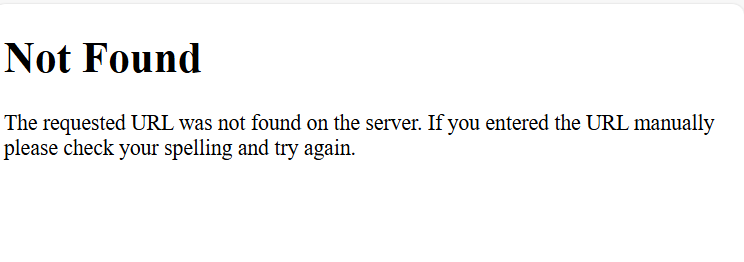 Not Found
The requested URL was not found on the server. If you entered the URL manually
please check your spelling and try again.